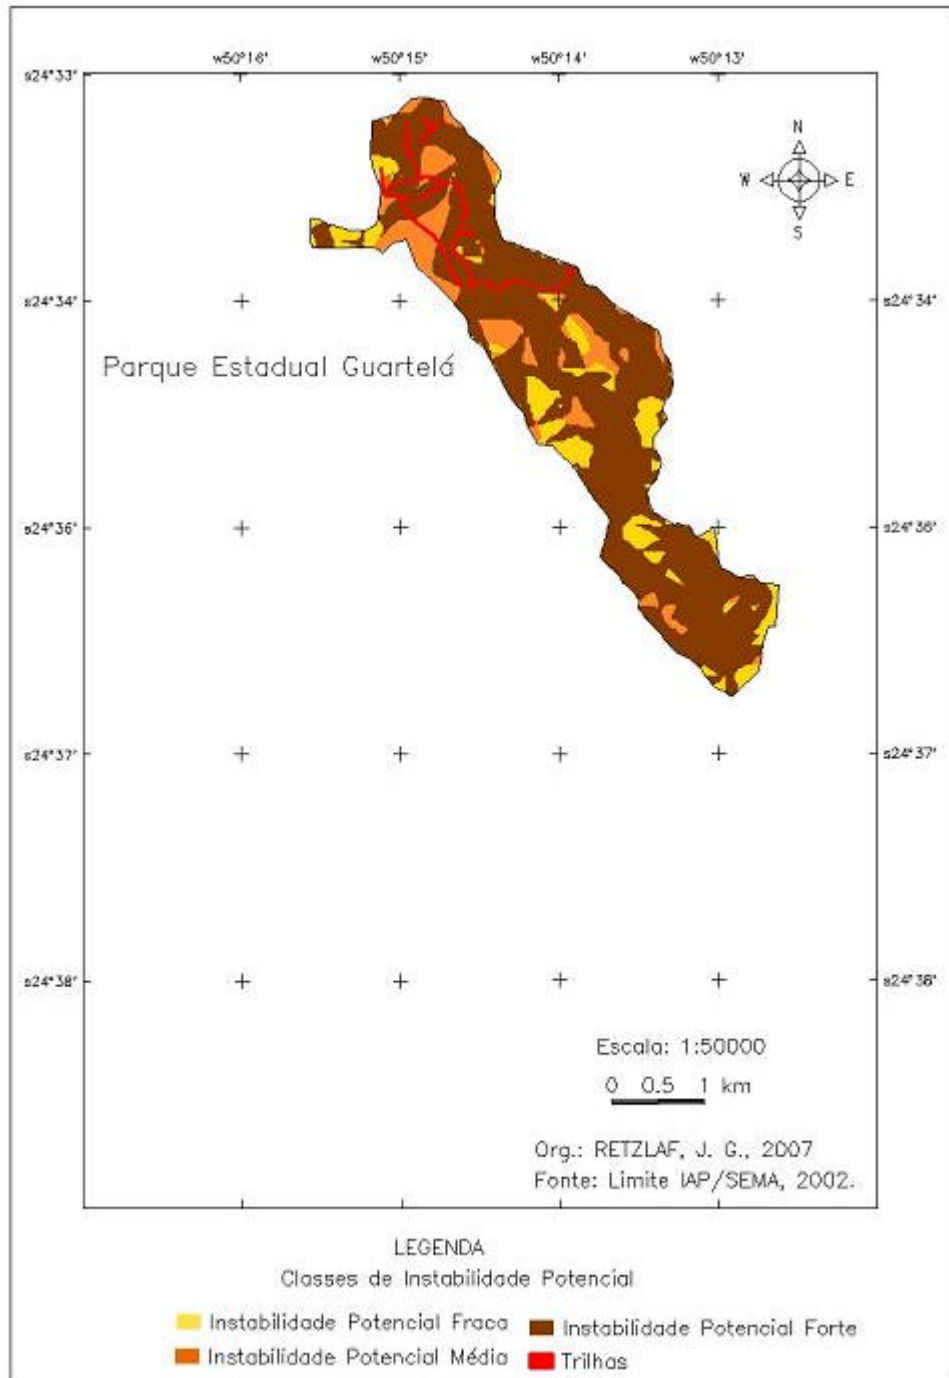 w50°16' w50°15' w50°14' w50°13'
s24°33'
N
W E
S
s24°34' s24°34'
Parque Estadual Guartelá
s24°36' s24°36'
s24°37' s24°37'
s24°38' s24°38'
Escala: 1:50000
0 0.5 1 km
Org.: RETZLAF, J. G., 2007
Fonte: Limite IAP/SEMA, 2002.
LEGENDA
Classes de Instabilidade Potencial
Instabilidade Potencial Fraca Instabilidade Potencial Forte
Instabilidade Potencial Média Trilhas